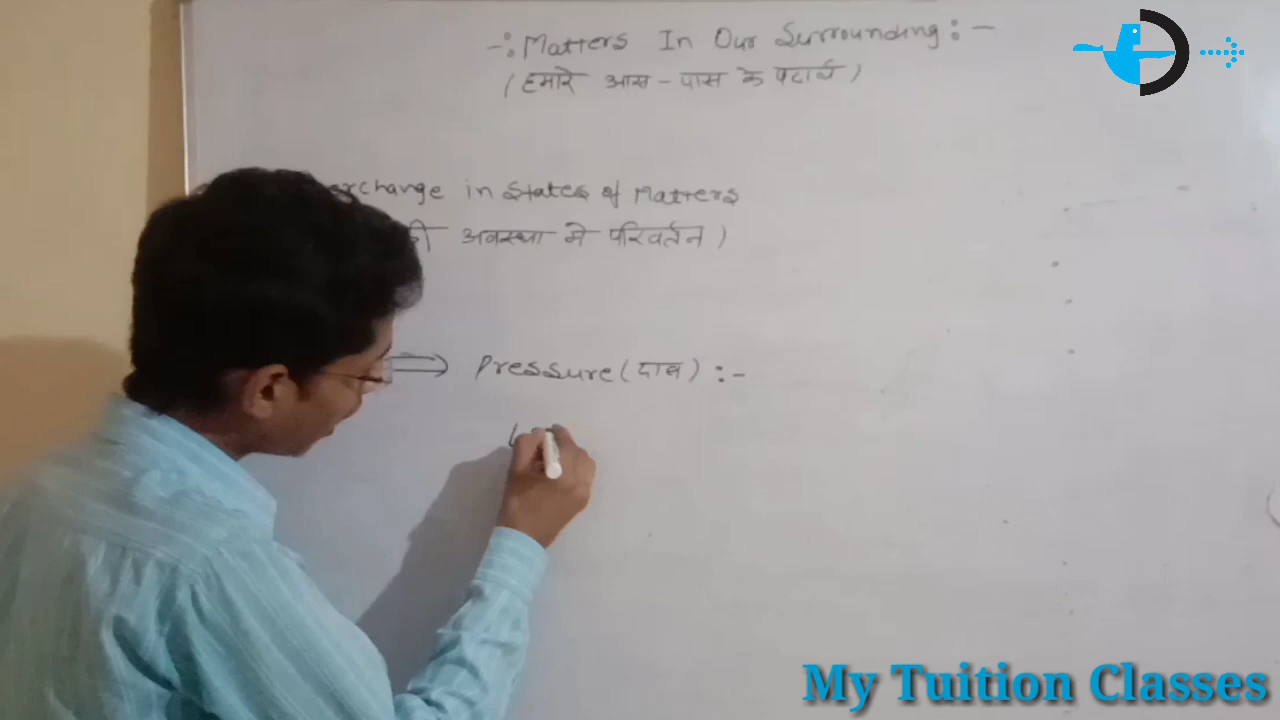 -: Matters In Our Surrounding :-
(हमारे आस-पास के पदार्थ)
in States of Matters
अवस्था मे परिवर्तन)
⇒ Pressure (दाब) :-
My Tuition Classes